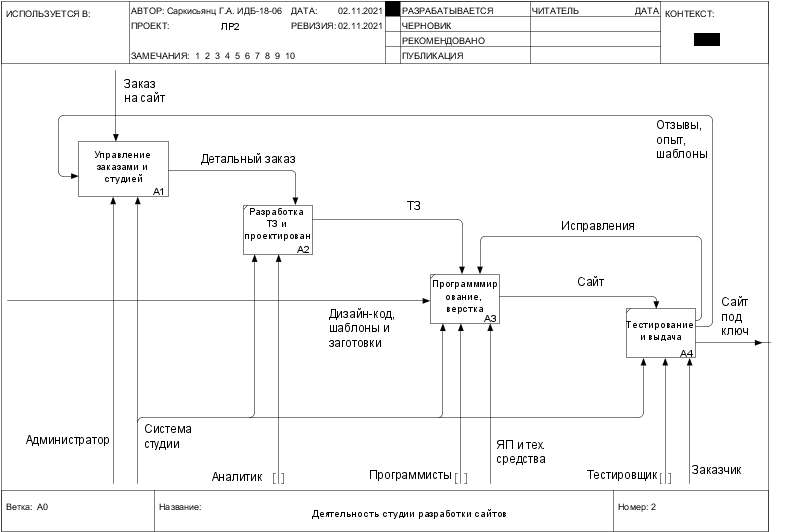 ИСПОЛЬЗУЕТСЯ В:
АВТОР: Саркисьянц Г.А. ИДБ-18-06
ДАТА: 02.11.2021
РАЗРАБАТЫВАЕТСЯ
ЧИТАТЕЛЬ
ДАТА
КОНТЕКСТ:
ПРОЕКТ: ЛР2
РЕВИЗИЯ: 02.11.2021
ЧЕРНОВИК
РЕКОМЕНДОВАНО
ЗАМЕЧАНИЯ: 1 2 3 4 5 6 7 8 9 10
ПУБЛИКАЦИЯ
Заказ
на сайт
Отзывы,
опыт,
шаблоны
Управление
заказами и
студией
A1
Детальный заказ
Разработка
ТЗ и
проектирован
A2
ТЗ
Исправления
Программир
ование,
верстка
A3
Сайт
Дизайн-код,
шаблоны и
заготовки
Тестирование
и выдача
A4
Сайт
под
ключ
Администратор
Система
студии
Аналитик
Программисты
ЯП и тех.
средства
Тестировщик
Заказчик
Ветка: A0
Название:
Деятельность студии разработки сайтов
Номер: 2